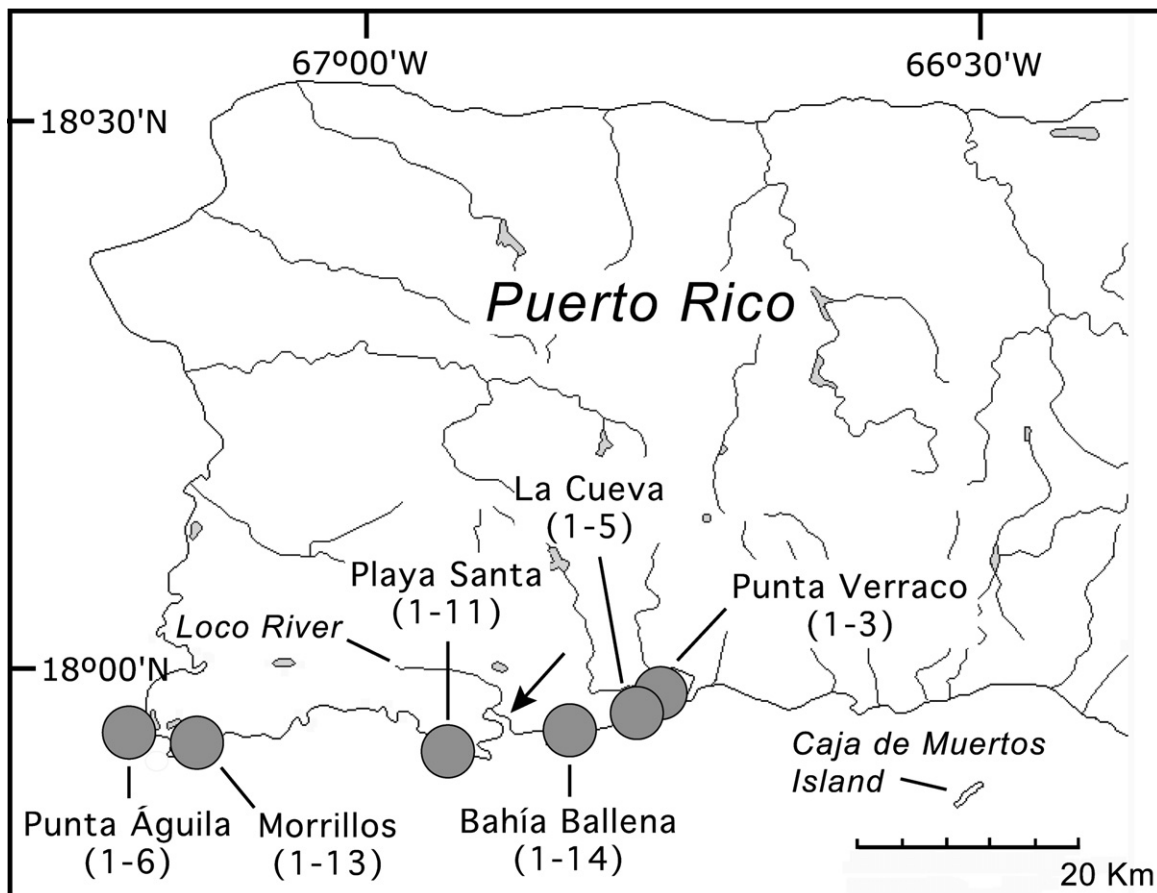 67º00'W
66º30'W
18º30'N
Puerto Rico
La Cueva
(1-5)
Playa Santa
(1-11)
Punta Verraco
(1-3)
Loco River
18º00'N
Caja de Muertos
Island
Punta Águila
(1-6)
Morrillos
(1-13)
Bahía Ballena
(1-14)
20 Km